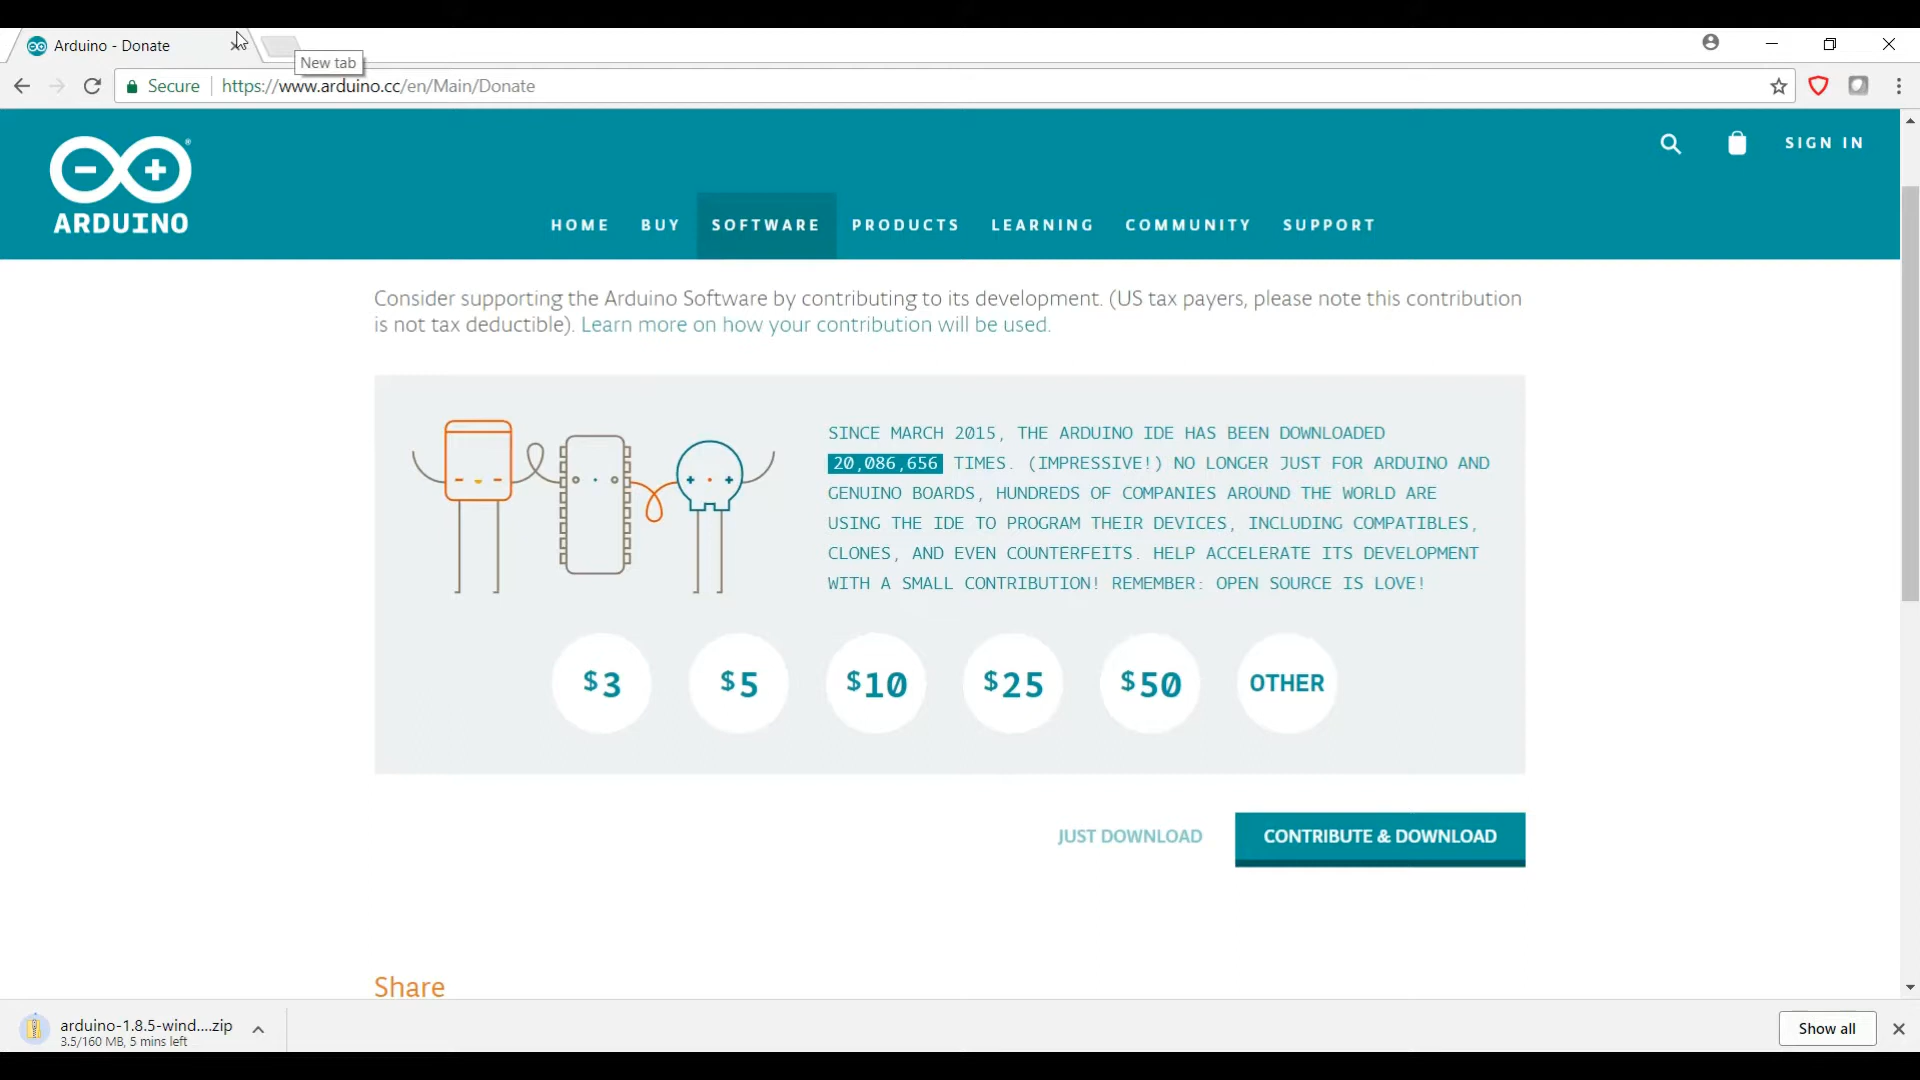 Arduino - Donate
New tab
Secure
https://www.arduino.cc/en/Main/Donate
ARDUINO
SIGN IN
HOME BUY SOFTWARE PRODUCTS LEARNING COMMUNITY SUPPORT
Consider supporting the Arduino Software by contributing to its development. (US tax payers, please note this contribution
is not tax deductible). Learn more on how your contribution will be used.
SINCE MARCH 2015, THE ARDUINO IDE HAS BEEN DOWNLOADED
20,086,656 TIMES. (IMPRESSIVE!) NO LONGER JUST FOR ARDUINO AND
GENUINO BOARDS, HUNDREDS OF COMPANIES AROUND THE WORLD ARE
USING THE IDE TO PROGRAM THEIR DEVICES, INCLUDING COMPATIBLES,
CLONES, AND EVEN COUNTERFEITS. HELP ACCELERATE ITS DEVELOPMENT
WITH A SMALL CONTRIBUTION! REMEMBER: OPEN SOURCE IS LOVE!
$3 $5 $10 $25 $50 OTHER
JUST DOWNLOAD CONTRIBUTE & DOWNLOAD
Share
arduino-1.8.5-wind....zip
3.5/160 MB, 5 mins left
Show all